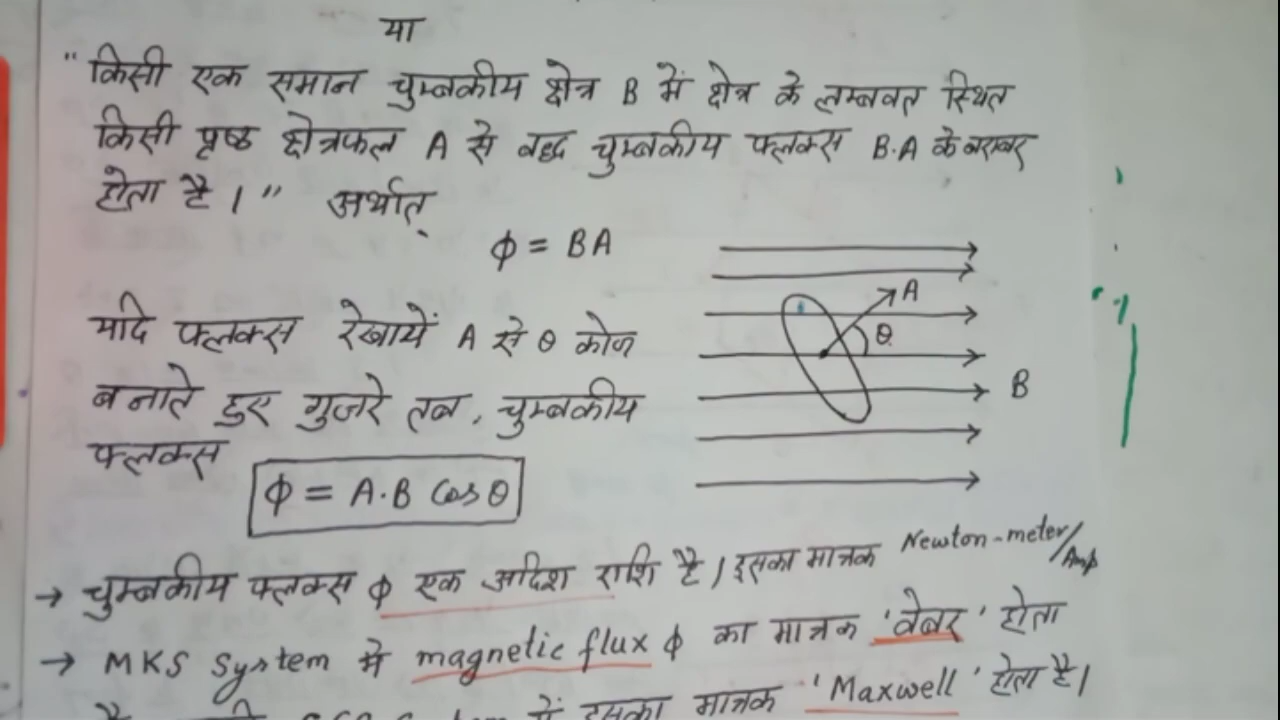 या
"किसी एक समान चुम्बकीय क्षेत्र B में क्षेत्र के लम्बवत स्थित
किसी पृष्ठ क्षेत्रफल A से बद्ध चुम्बकीय फ्लक्स B.A के बराबर
होता है।" अर्थात्
ϕ = BA
यदि फ्लक्स रेखायें A से θ कोण
बनाते हुए गुजरे तब, चुम्बकीय
फ्लक्स
ϕ = A.B Cosθ
A
θ
B
→ चुम्बकीय फ्लक्स ϕ एक अदिश राशि है। इसका मात्रक Newton-meter/Amp
→ MKS System में magnetic flux ϕ का मात्रक 'वेबर' होता
है System में इसका मात्रक 'Maxwell' होता है।